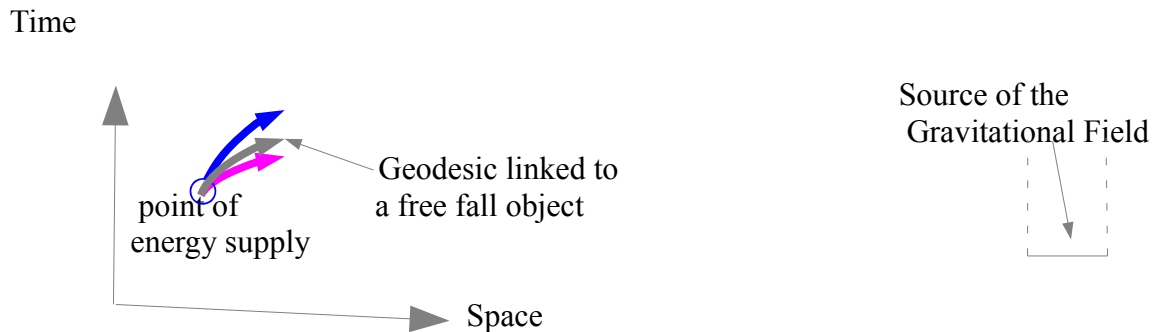 Time
Source of the
Gravitational Field
Geodesic linked to
a free fall object
point of
energy supply
Space